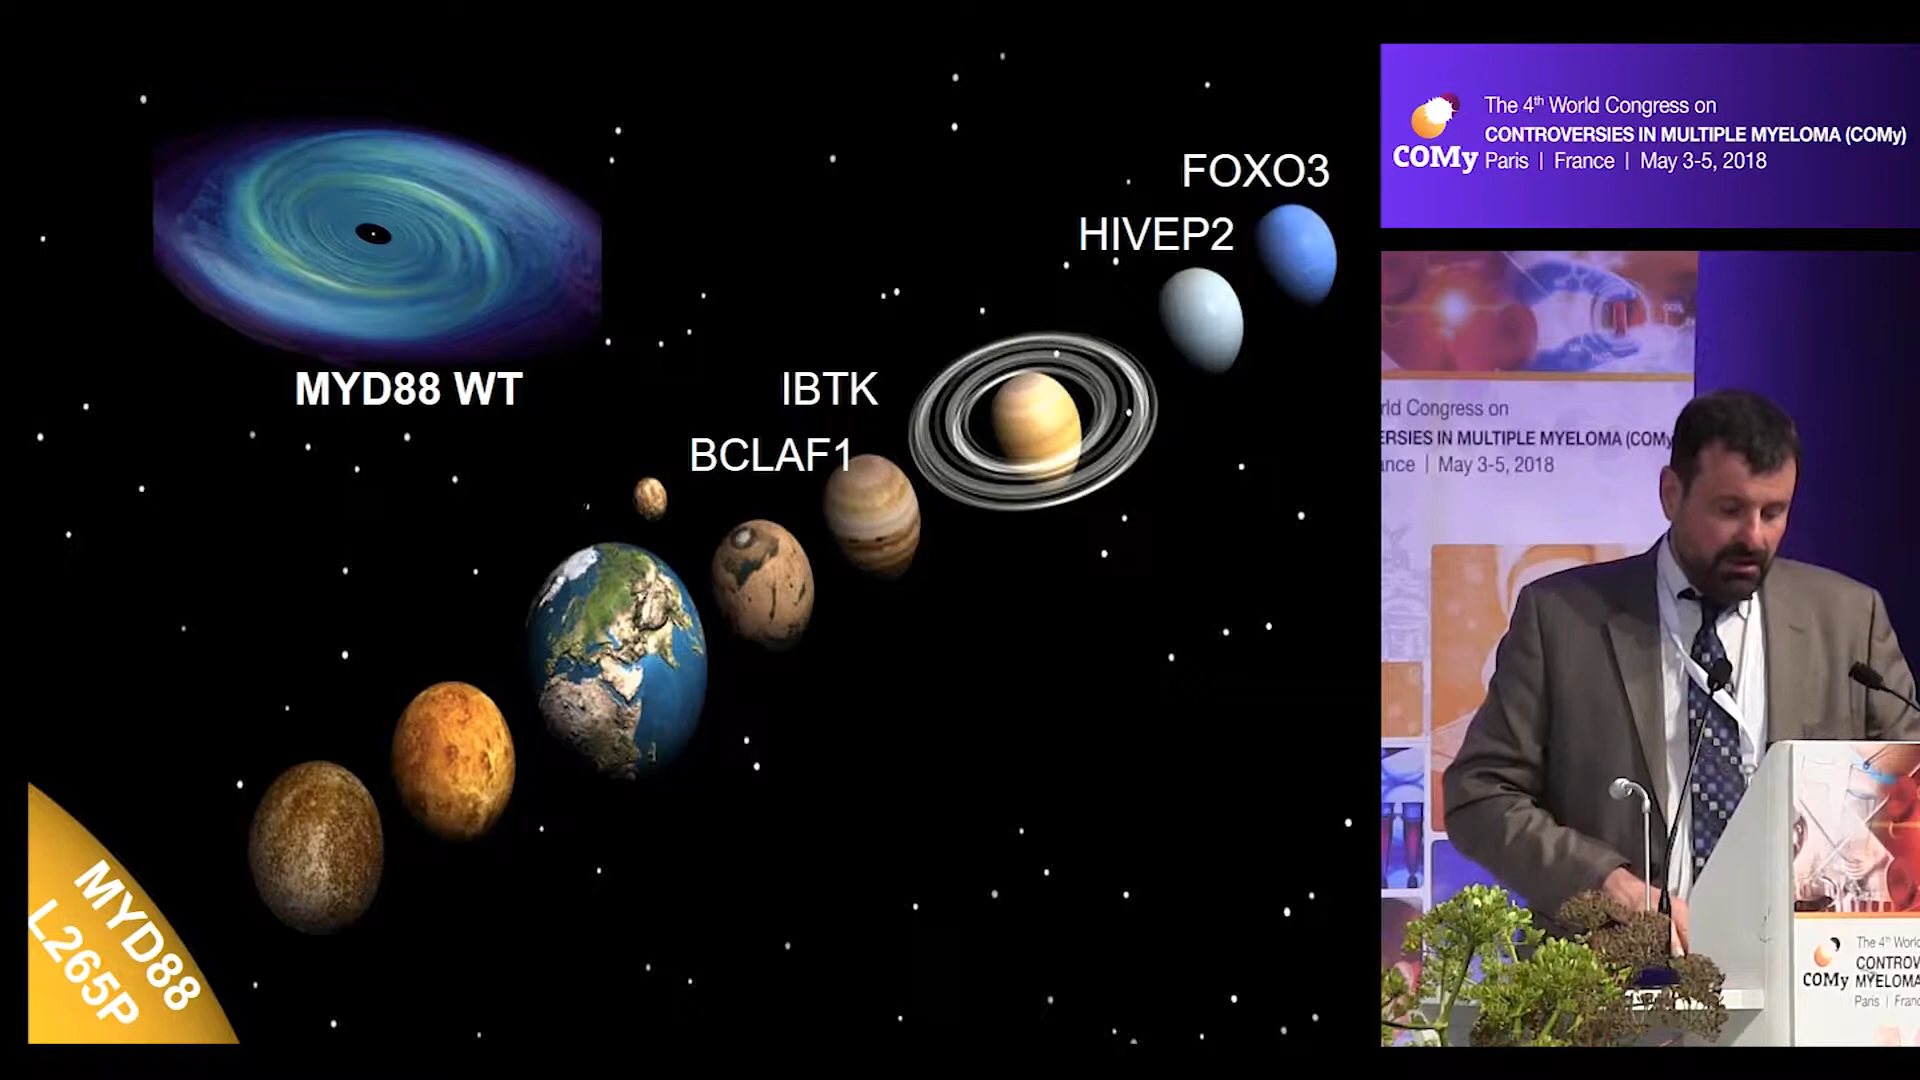 MYD88 WT
FOXO3
HIVEP2
IBTK
BCLAF1
MYD88
L265P
The 4th World Congress on
CONTROVERSIES IN MULTIPLE MYELOMA (COMy)
COMy
Paris | France | May 3-5, 2018
rld Congress on
ERSIES IN MULTIPLE MYELOMA (COMy
ance | May 3-5, 2018
The 4th World
CONTROV
COMy
MYELOMA
Paris | Franc